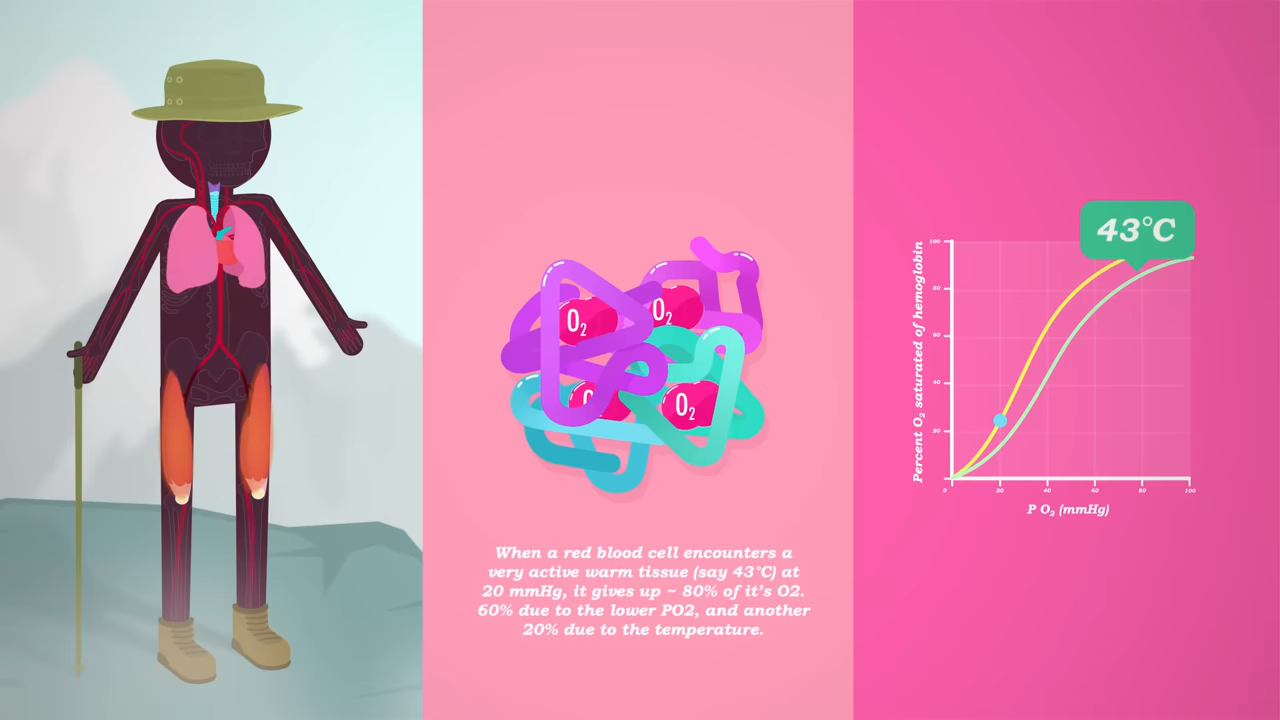 O2
O2
O2
O2
When a red blood cell encounters a
very active warm tissue (say 43°C) at
20 mmHg, it gives up ~ 80% of it's O2.
60% due to the lower PO2, and another
20% due to the temperature.
43°C
Percent O2 saturated of hemoglobin
100
80
60
40
20
0
20
40
60
80
100
P O2 (mmHg)